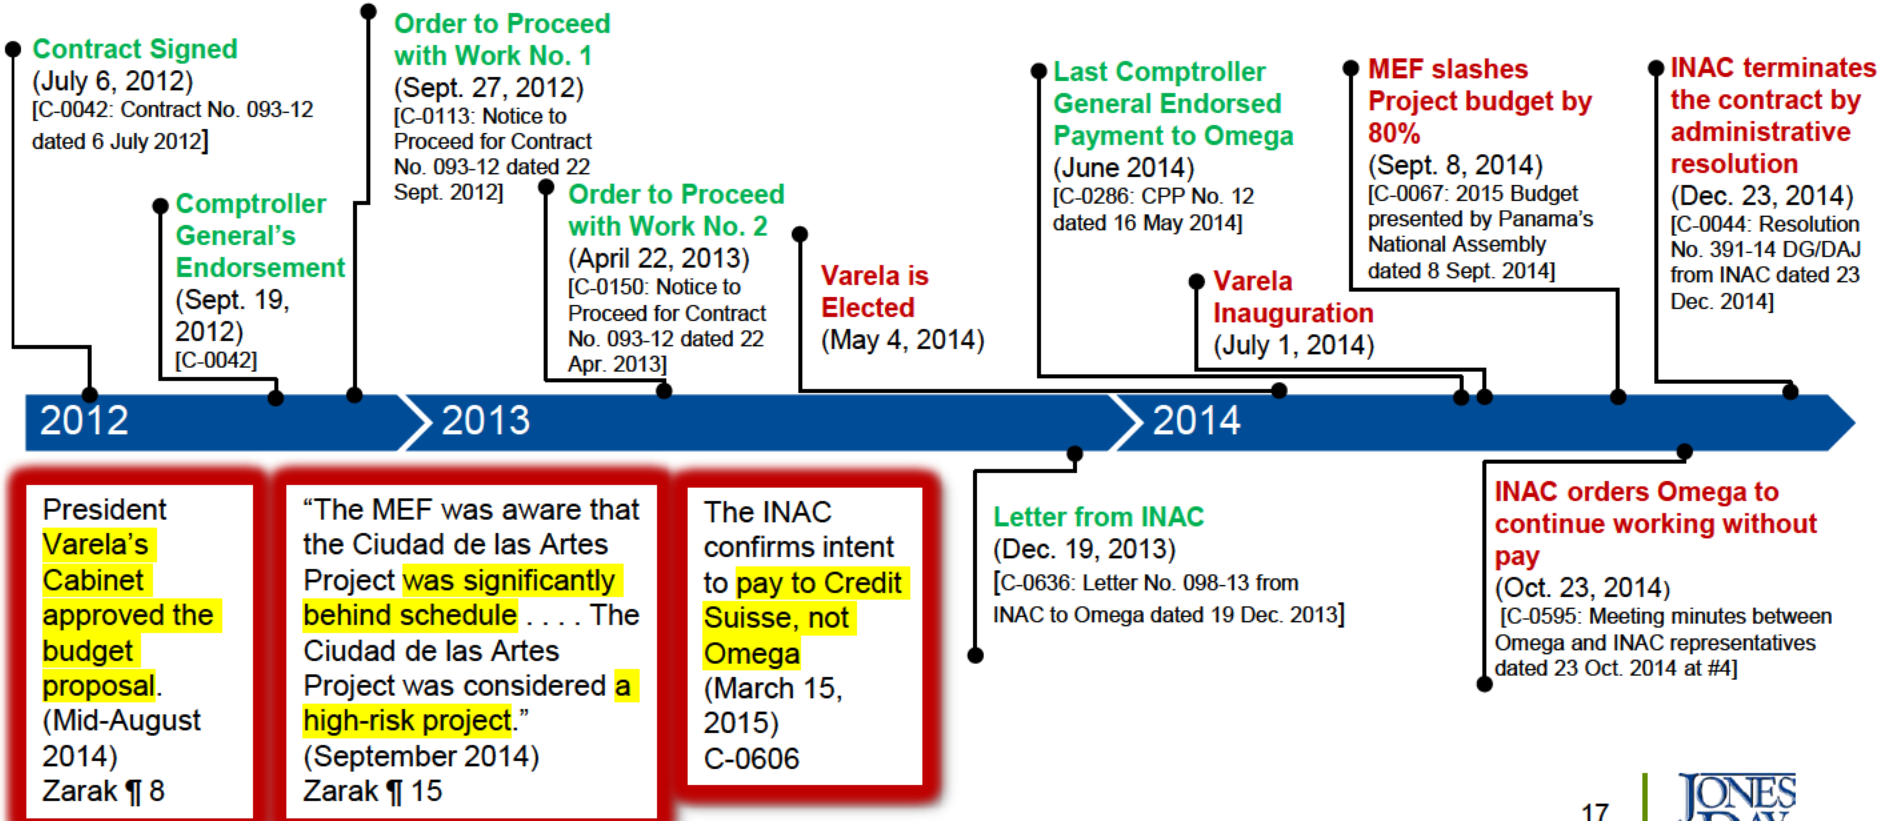 Contract Signed
(July 6, 2012)
[C-0042: Contract No. 093-12
dated 6 July 2012]
Comptroller
General’s
Endorsement
(Sept. 19,
2012)
[C-0042]
Order to Proceed
with Work No. 1
(Sept. 27, 2012)
[C-0113: Notice to
Proceed for Contract
No. 093-12 dated 22
Sept. 2012]
Order to Proceed
with Work No. 2
(April 22, 2013)
[C-0150: Notice to
Proceed for Contract
No. 093-12 dated 22
Apr. 2013]
Varela is
Elected
(May 4, 2014)
Last Comptroller
General Endorsed
Payment to Omega
(June 2014)
[C-0286: CPP No. 12
dated 16 May 2014]
Varela
Inauguration
(July 1, 2014)
MEF slashes
Project budget by
80%
(Sept. 8, 2014)
[C-0067: 2015 Budget
presented by Panama’s
National Assembly
dated 8 Sept. 2014]
INAC terminates
the contract by
administrative
resolution
(Dec. 23, 2014)
[C-0044: Resolution
No. 391-14 DG/DAJ
from INAC dated 23
Dec. 2014]
2012
2013
2014
President
Varela’s
Cabinet
approved the
budget
proposal.
(Mid-August
2014)
Zarak ¶ 8
“The MEF was aware that
the Ciudad de las Artes
Project was significantly
behind schedule . . . . The
Ciudad de las Artes
Project was considered a
high-risk project.”
(September 2014)
Zarak ¶ 15
The INAC
confirms intent
to pay to Credit
Suisse, not
Omega
(March 15,
2015)
C-0606
Letter from INAC
(Dec. 19, 2013)
[C-0636: Letter No. 098-13 from
INAC to Omega dated 19 Dec. 2013]
INAC orders Omega to
continue working without
pay
(Oct. 23, 2014)
[C-0595: Meeting minutes between
Omega and INAC representatives
dated 23 Oct. 2014 at #4]
17
JONES
DAY